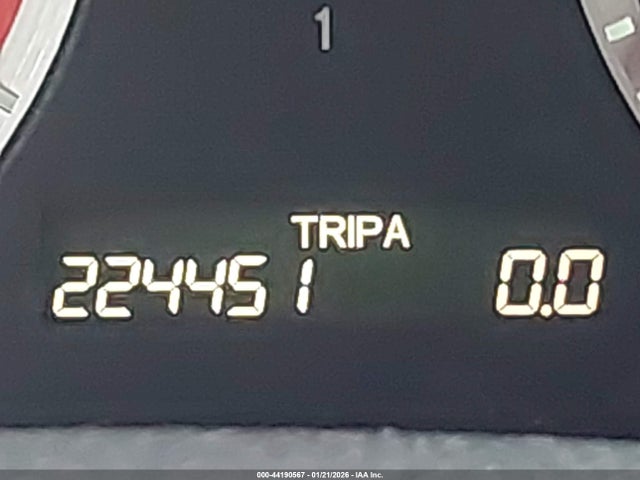 1
TRIPA
224451 0.0
000-44190567 - 01/21/2026 - IAA Inc.